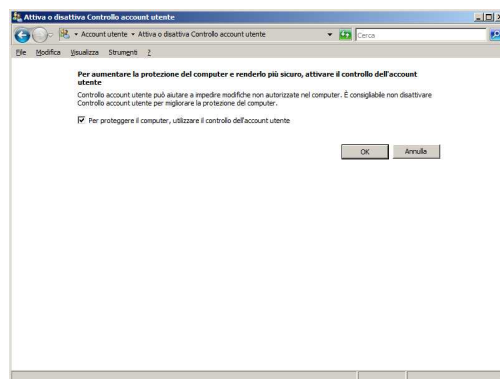 Attiva o disattiva Controllo account utente
Account utente Attiva o disattiva Controllo account utente
Cerca
File Modifica Visualizza Strumenti ?
Per aumentare la protezione del computer e renderlo più sicuro, attivare il controllo dell'account
utente
Controllo account utente può aiutare a impedire modifiche non autorizzate nel computer. È consigliabile non disattivare
Controllo account utente per migliorare la protezione del computer.
Per proteggere il computer, utilizzare il controllo dell'account utente
OK Annulla